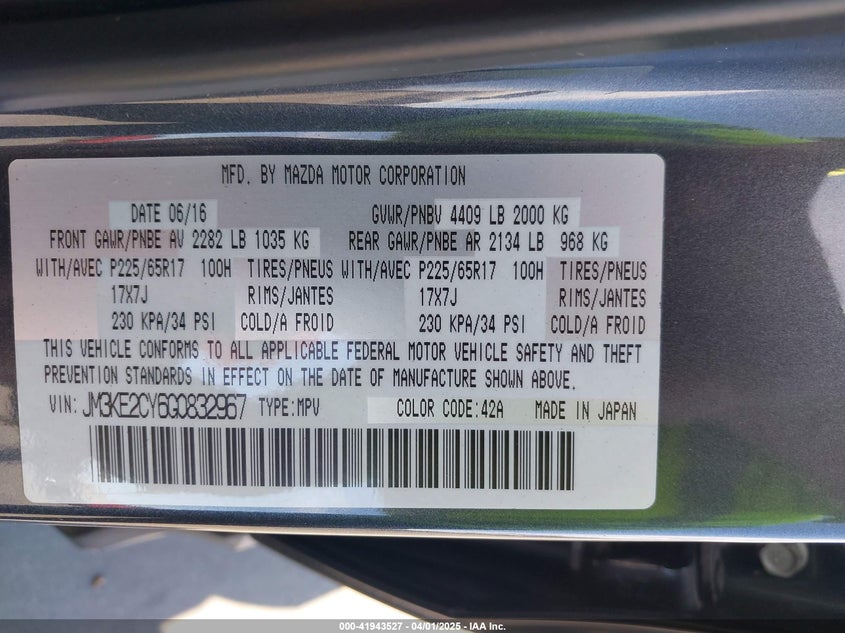 MFD. BY MAZDA MOTOR CORPORATION
DATE 06/16 GVWR/PNBV 4409 LB 2000 KG
FRONT GAWR/PNBE AV 2282 LB 1035 KG REAR GAWR/PNBE AR 2134 LB 968 KG
WITH/AVEC P225/65R17 100H TIRES/PNEUS WITH/AVEC P225/65R17 100H TIRES/PNEUS
17X7J RIMS/JANTES 17X7J RIMS/JANTES
230 KPA/34 PSI COLD/A FROID 230 KPA/34 PSI COLD/A FROID
THIS VEHICLE CONFORMS TO ALL APPLICABLE FEDERAL MOTOR VEHICLE SAFETY AND THEFT
PREVENTION STANDARDS IN EFFECT ON THE DATE OF MANUFACTURE SHOWN ABOVE.
VIN: JM3KE2CY6G0832967 TYPE:MPV COLOR CODE:42A MADE IN JAPAN
000-41943527 - 04/01/2025 - IAA Inc.